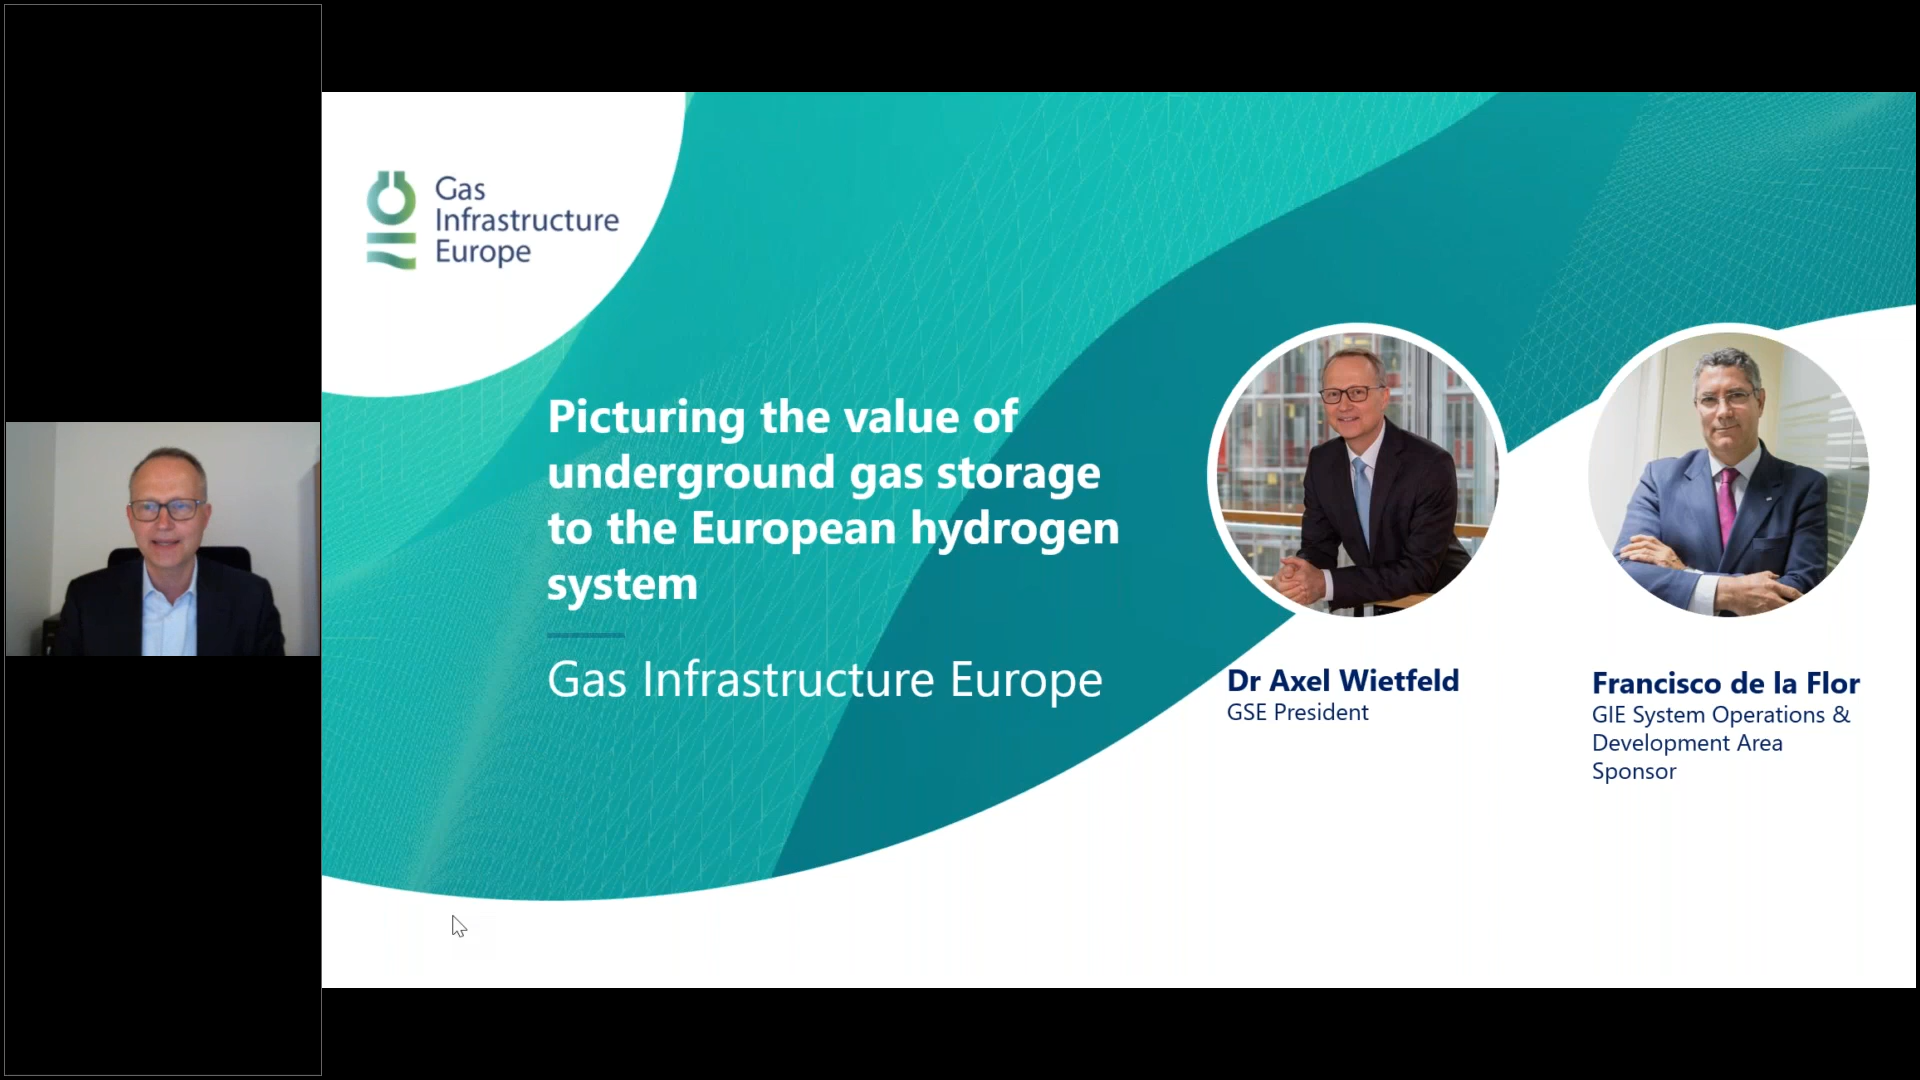 Gas
Infrastructure
Europe
Picturing the value of
underground gas storage
to the European hydrogen
system
Gas Infrastructure Europe
Dr Axel Wietfeld
GSE President
Francisco de la Flor
GIE System Operations &
Development Area
Sponsor